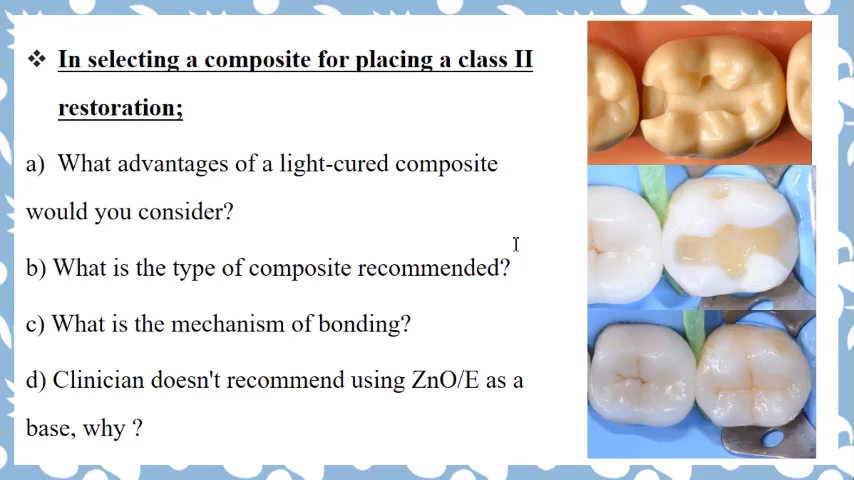 ❖ In selecting a composite for placing a class II
restoration;
a) What advantages of a light-cured composite
would you consider?
b) What is the type of composite recommended?
c) What is the mechanism of bonding?
d) Clinician doesn't recommend using ZnO/E as a
base, why ?